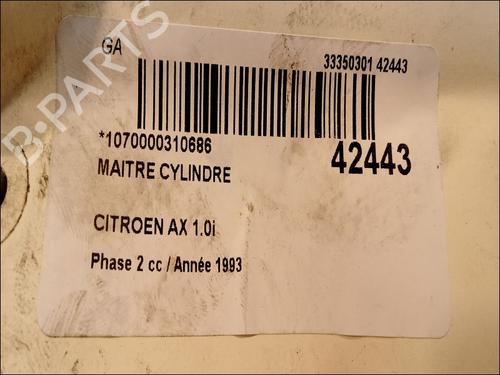 GA
33350301 42443
*1070000310686
42443
MAITRE CYLINDRE
CITROEN AX 1.0i
Phase 2 cc / Année 1993
B-PARTS